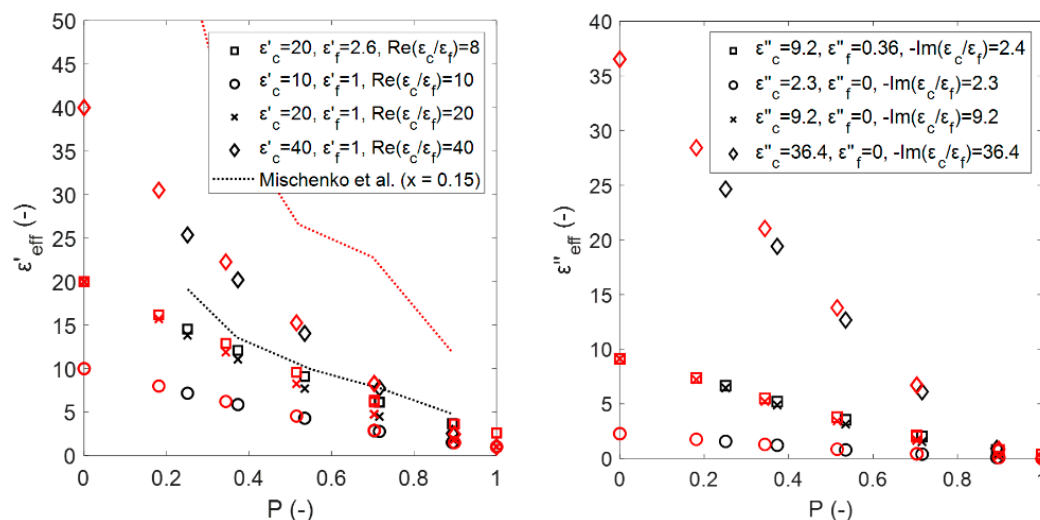 50
45
40
35
30
25
20
15
10
5
0
ε'eff (-)
ε'c=20, ε'f=2.6, Re(εc/εf)=8
ε'c=10, ε'f=1, Re(εc/εf)=10
ε'c=20, ε'f=1, Re(εc/εf)=20
ε'c=40, ε'f=1, Re(εc/εf)=40
Mischenko et al. (x = 0.15)
0 0.2 0.4 0.6 0.8 1
P (-)
40
35
30
25
20
15
10
5
0
ε''eff (-)
ε''c=9.2, ε''f=0.36, -Im(εc/εf)=2.4
ε''c=2.3, ε''f=0, -Im(εc/εf)=2.3
ε''c=9.2, ε''f=0, -Im(εc/εf)=9.2
ε''c=36.4, ε''f=0, -Im(εc/εf)=36.4
0 0.2 0.4 0.6 0.8 1
P (-)